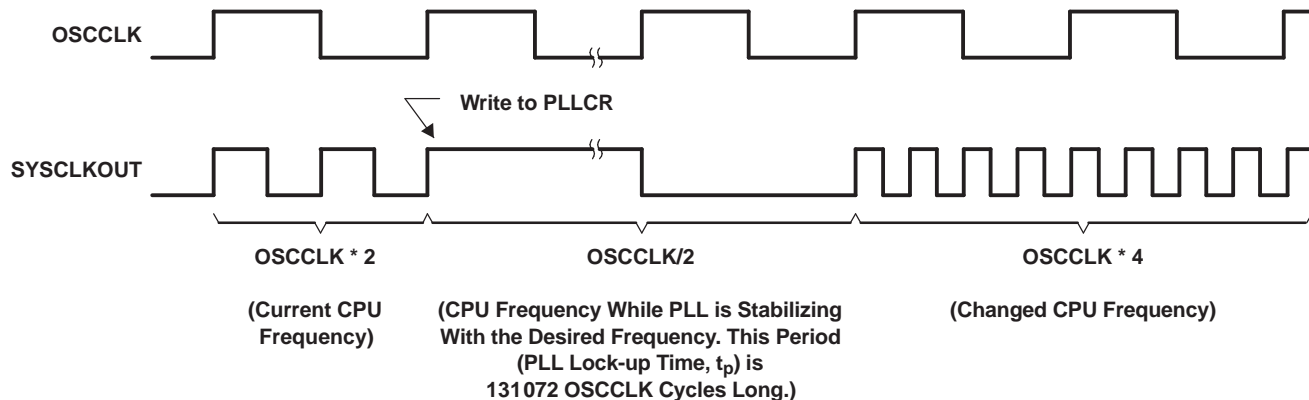 OSCCLK
Write to PLLCR
SYSCLKOUT
OSCCLK * 2
OSCCLK/2
OSCCLK * 4
(Current CPU
Frequency)
(CPU Frequency While PLL is Stabilizing
With the Desired Frequency. This Period
(PLL Lock-up Time, tp) is
131072 OSCCLK Cycles Long.)
(Changed CPU Frequency)